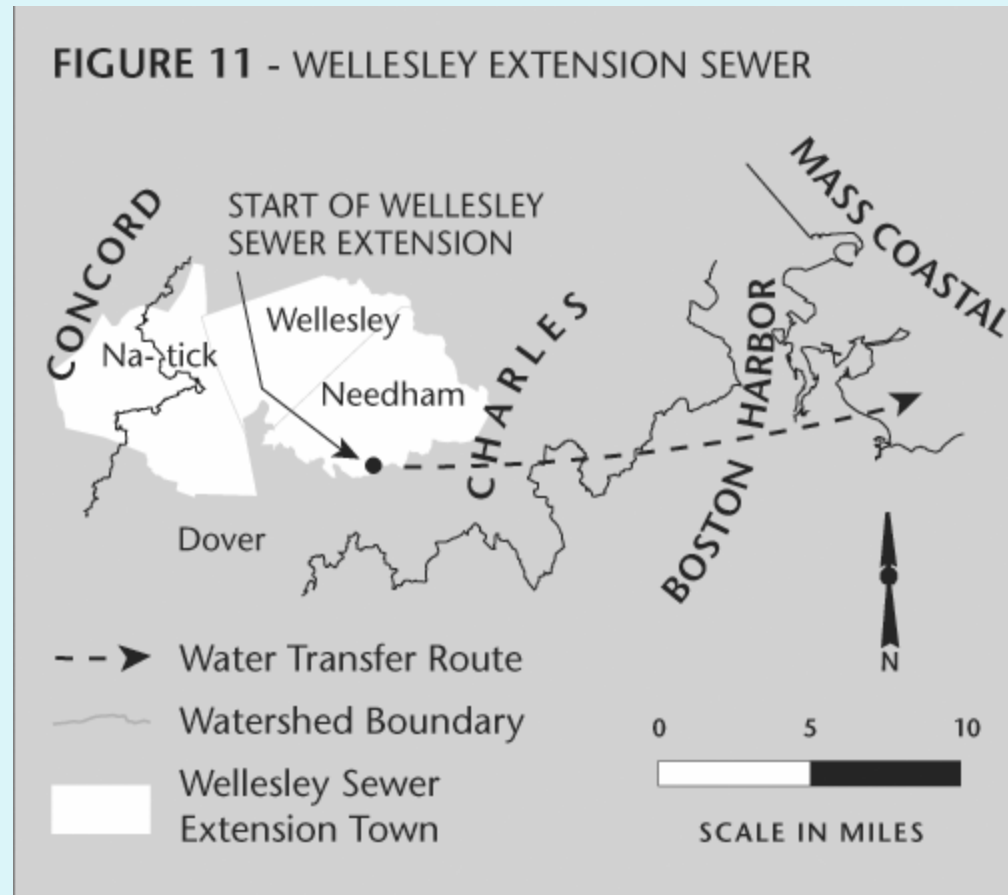 FIGURE 11 - WELLESLEY EXTENSION SEWER
MASS COASTAL
CONCORD
START OF WELLESLEY
SEWER EXTENSION
Wellesley
Na-tick
Needham
CHARLES
BOSTON HARBOR
Dover
Water Transfer Route
N
Watershed Boundary
0 5 10
Wellesley Sewer
Extension Town
SCALE IN MILES